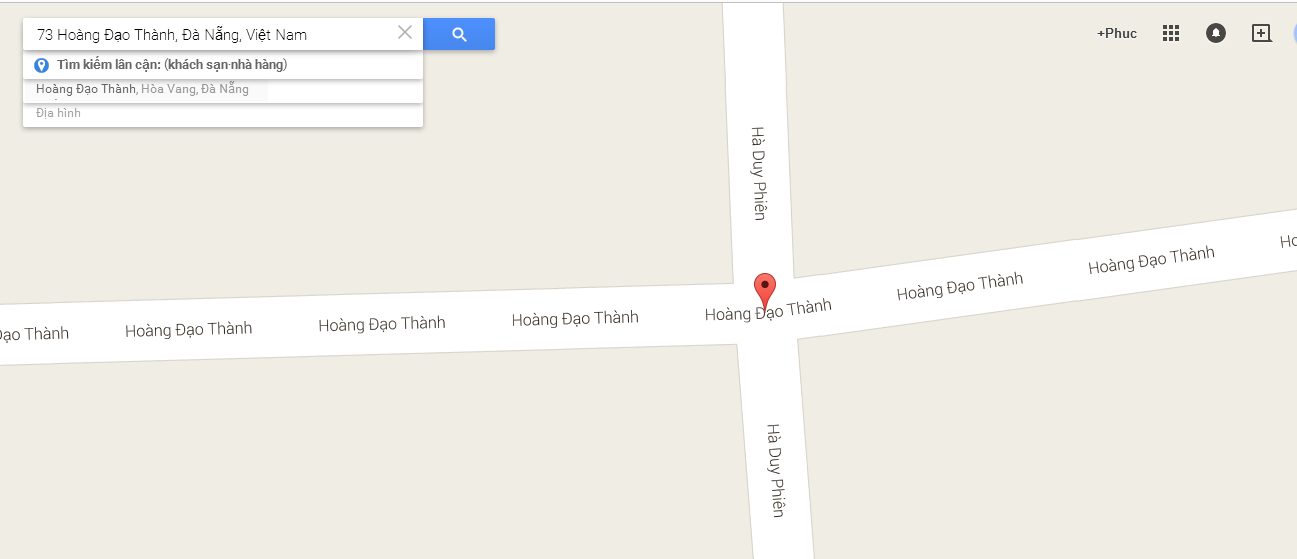 73 Hoàng Đạo Thành, Đà Nẵng, Việt Nam
+Phuc
Tìm kiếm lân cận: (khách sạn·nhà hàng)
Hoàng Đạo Thành, Hòa Vang, Đà Nẵng
Địa hình
Hà Duy Phiên
Đạo Thành
Hoàng Đạo Thành
Hoàng Đạo Thành
Hoàng Đạo Thành
Hoàng Đạo Thành
Hoàng Đạo Thành
Hoàng Đạo Thành
Hà Duy Phiên